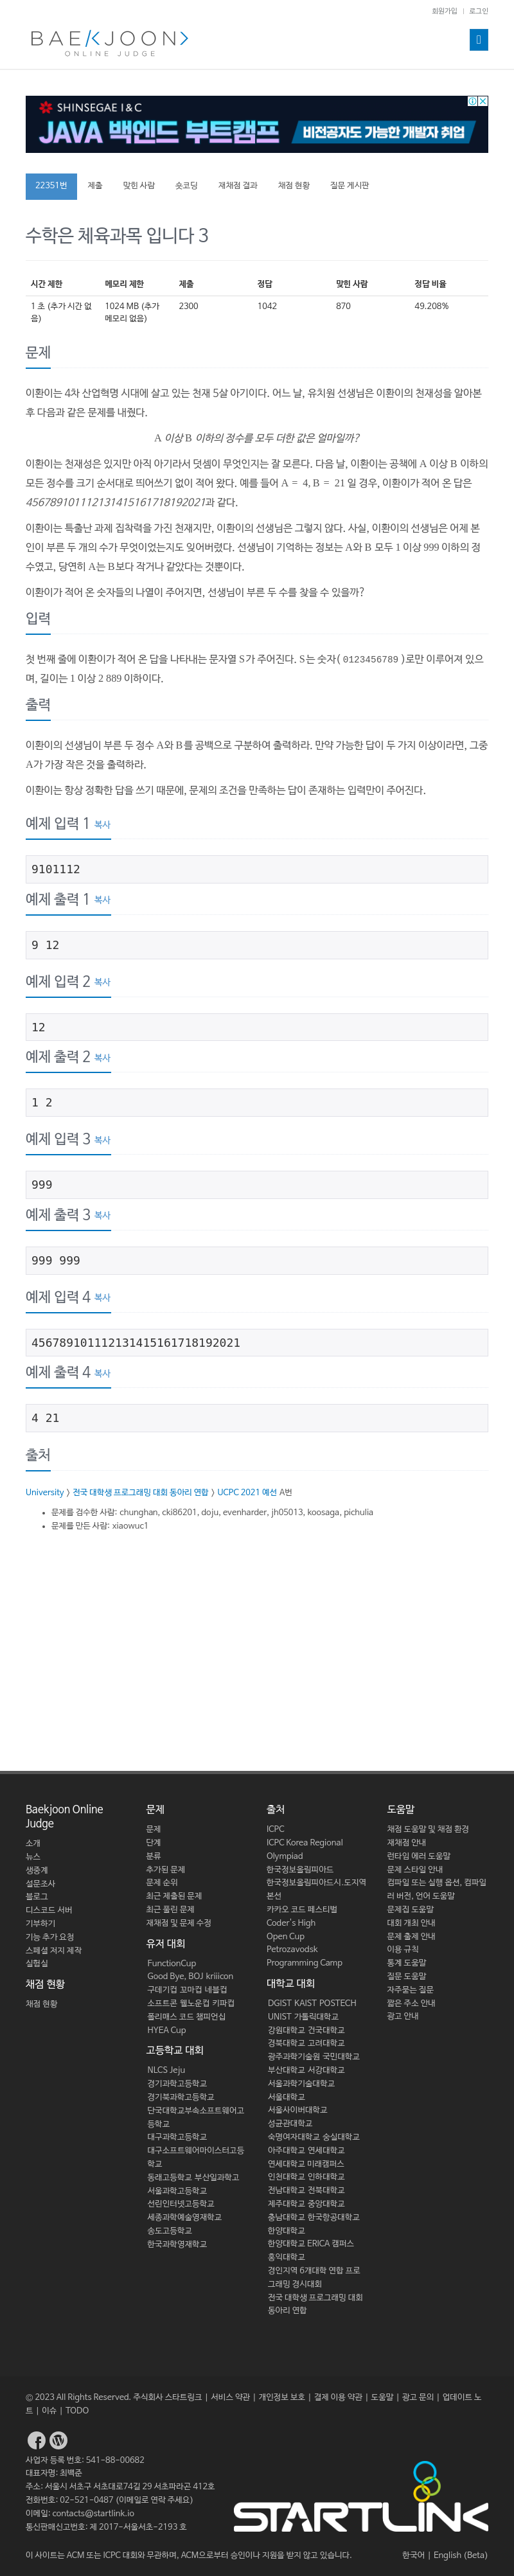 회원가입 | 로그인
BAEKJOON>
ONLINE JUDGE
SHINSEGAE I&C
JAVA 백엔드 부트캠프 비전공자도 가능한 개발자 취업
22351번 제출 맞힌 사람 숏코딩 재채점 결과 채점 현황 질문 게시판
수학은 체육과목 입니다 3
시간 제한 메모리 제한 제출 정답 맞힌 사람 정답 비율
1 초 (추가 시간 없음) 1024 MB (추가 메모리 없음) 2300 1042 870 49.208%
문제
이환이는 4차 산업혁명 시대에 살고 있는 천재 5살 아기이다. 어느 날, 유치원 선생님은 이환이의 천재성을 알아본
후 다음과 같은 문제를 내줬다.
A 이상 B 이하의 정수를 모두 더한 값은 얼마일까?
이환이는 천재성은 있지만 아직 아기라서 덧셈이 무엇인지는 잘 모른다. 다음 날, 이환이는 공책에 A 이상 B 이하의
모든 정수를 크기 순서대로 띄어쓰기 없이 적어 왔다. 예를 들어 A = 4, B = 21 일 경우, 이환이가 적어 온 답은
456789101112131415161718192021과 같다.
이환이는 특출난 과제 집착력을 가진 천재지만, 이환이의 선생님은 그렇지 않다. 사실, 이환이의 선생님은 어제 본
인이 부른 두 개의 수가 무엇이었는지도 잊어버렸다. 선생님이 기억하는 정보는 A와 B 모두 1 이상 999 이하의 정
수였고, 당연히 A는 B보다 작거나 같았다는 것뿐이다.
이환이가 적어 온 숫자들의 나열이 주어지면, 선생님이 부른 두 수를 찾을 수 있을까?
입력
첫 번째 줄에 이환이가 적어 온 답을 나타내는 문자열 S가 주어진다. S는 숫자( 0123456789 )로만 이루어져 있으
며, 길이는 1 이상 2 889 이하이다.
출력
이환이의 선생님이 부른 두 정수 A와 B를 공백으로 구분하여 출력하라. 만약 가능한 답이 두 가지 이상이라면, 그중
A가 가장 작은 것을 출력하라.
이환이는 항상 정확한 답을 쓰기 때문에, 문제의 조건을 만족하는 답이 존재하는 입력만이 주어진다.
예제 입력 1 복사
9101112
예제 출력 1 복사
9 12
예제 입력 2 복사
12
예제 출력 2 복사
1 2
예제 입력 3 복사
999
예제 출력 3 복사
999 999
예제 입력 4 복사
456789101112131415161718192021
예제 출력 4 복사
4 21
출처
University > 전국 대학생 프로그래밍 대회 동아리 연합 > UCPC 2021 예선 A번
• 문제를 검수한 사람: chunghan, cki86201, doju, evenharder, jh05013, koosaga, pichulia
• 문제를 만든 사람: xiaowuc1
Baekjoon Online
Judge
소개
뉴스
생중계
설문조사
블로그
디스코드 서버
기부하기
기능 추가 요청
스페셜 저지 제작
실험실
채점 현황
채점 현황
문제
문제
단계
분류
추가된 문제
문제 순위
최근 제출된 문제
최근 풀린 문제
재채점 및 문제 수정
유저 대회
FunctionCup
Good Bye, BOJ kriiicon
구데기컵 꼬마컵 네블컵
소프트콘 웰노운컵 키파컵
폴리매스 코드 챔피언십
HYEA Cup
고등학교 대회
NLCS Jeju
경기과학고등학교
경기북과학고등학교
단국대학교부속소프트웨어고
등학교
대구과학고등학교
대구소프트웨어마이스터고등
학교
동래고등학교 부산일과학고
서울과학고등학교
선린인터넷고등학교
세종과학예술영재학교
송도고등학교
한국과학영재학교
출처
ICPC
ICPC Korea Regional
Olympiad
한국정보올림피아드
한국정보올림피아드시.도지역
본선
카카오 코드 페스티벌
Coder's High
Open Cup
Petrozavodsk
Programming Camp
대학교 대회
DGIST KAIST POSTECH
UNIST 가톨릭대학교
강원대학교 건국대학교
경북대학교 고려대학교
광주과학기술원 국민대학교
부산대학교 서강대학교
서울과학기술대학교
서울대학교
서울사이버대학교
성균관대학교
숙명여자대학교 숭실대학교
아주대학교 연세대학교
연세대학교 미래캠퍼스
인천대학교 인하대학교
전남대학교 전북대학교
제주대학교 중앙대학교
충남대학교 한국항공대학교
한양대학교
한양대학교 ERICA 캠퍼스
홍익대학교
경인지역 6개대학 연합 프로
그래밍 경시대회
전국 대학생 프로그래밍 대회
동아리 연합
도움말
채점 도움말 및 채점 환경
재채점 안내
런타임 에러 도움말
문제 스타일 안내
컴파일 또는 실행 옵션, 컴파일
러 버전, 언어 도움말
문제집 도움말
대회 개최 안내
문제 출제 안내
이용 규칙
통계 도움말
질문 도움말
자주묻는 질문
짧은 주소 안내
광고 안내
© 2023 All Rights Reserved. 주식회사 스타트링크 | 서비스 약관 | 개인정보 보호 | 결제 이용 약관 | 도움말 | 광고 문의 | 업데이트 노
트 | 이슈 | TODO
사업자 등록 번호: 541-88-00682
대표자명: 최백준
주소: 서울시 서초구 서초대로74길 29 서초파라곤 412호
전화번호: 02-521-0487 (이메일로 연락 주세요)
이메일: contacts@startlink.io
통신판매신고번호: 제 2017-서울서초-2193 호
STARTLINK
이 사이트는 ACM 또는 ICPC 대회와 무관하며, ACM으로부터 승인이나 지원을 받지 않고 있습니다.
한국어 | English (Beta)